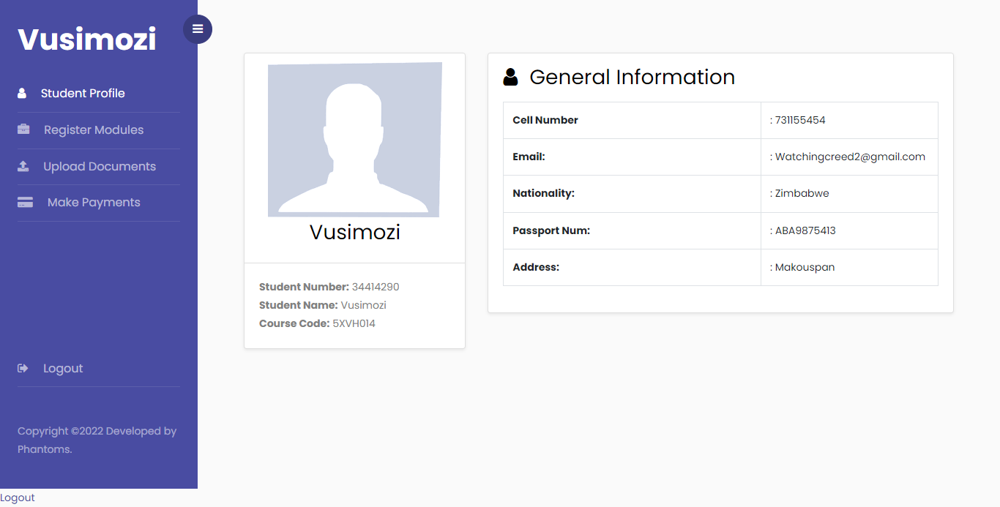 Vusimozi
Student Profile
Register Modules
Upload Documents
Make Payments
Logout
Copyright ©2022 Developed by
Phantoms.
Logout
Vusimozi
Student Number: 34414290
Student Name: Vusimozi
Course Code: 5XVH014
General Information
Cell Number : 731155454
Email: : Watchingcreed2@gmail.com
Nationality: : Zimbabwe
Passport Num: : ABA9875413
Address: : Makouspan